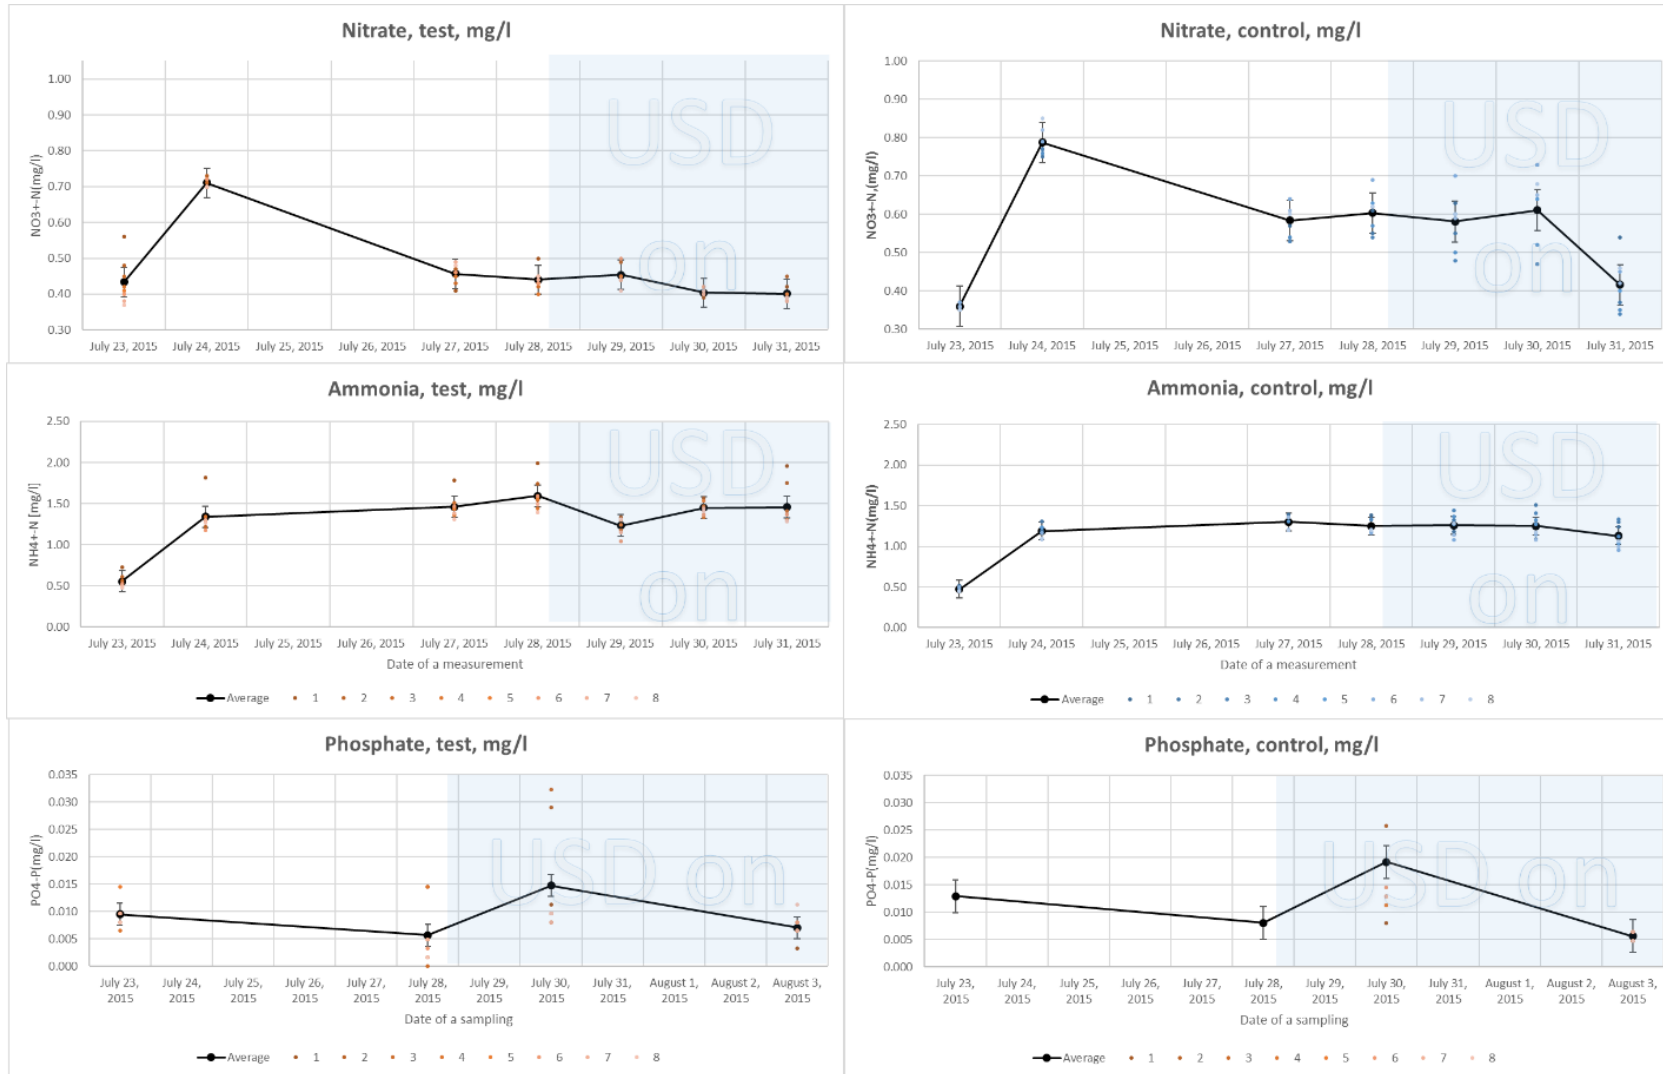 Nitrate, test, mg/l
NO3+-N(mg/l)
1.00
0.90
0.80
0.70
0.60
0.50
0.40
0.30
USD
on
July 23, 2015 July 24, 2015 July 25, 2015 July 26, 2015 July 27, 2015 July 28, 2015 July 29, 2015 July 30, 2015 July 31, 2015
Nitrate, control, mg/l
NO3+-N,(mg/l)
1.00
0.90
0.80
0.70
0.60
0.50
0.40
0.30
USD
on
July 23, 2015 July 24, 2015 July 25, 2015 July 26, 2015 July 27, 2015 July 28, 2015 July 29, 2015 July 30, 2015 July 31, 2015
Ammonia, test, mg/l
NH4+-N [mg/l]
2.50
2.00
1.50
1.00
0.50
0.00
USD
on
July 23, 2015 July 24, 2015 July 25, 2015 July 26, 2015 July 27, 2015 July 28, 2015 July 29, 2015 July 30, 2015 July 31, 2015
Date of a measurement
Average 1 2 3 4 5 6 7 8
Ammonia, control, mg/l
NH4+-N(mg/l)
2.50
2.00
1.50
1.00
0.50
0.00
USD
on
July 23, 2015 July 24, 2015 July 25, 2015 July 26, 2015 July 27, 2015 July 28, 2015 July 29, 2015 July 30, 2015 July 31, 2015
Date of a measurement
Average 1 2 3 4 5 6 7 8
Phosphate, test, mg/l
PO4-P(mg/l)
0.035
0.030
0.025
0.020
0.015
0.010
0.005
0.000
USD on
July 23, July 24, July 25, July 26, July 27, July 28, July 29, July 30, July 31, August 1, August 2, August 3,
2015 2015 2015 2015 2015 2015 2015 2015 2015 2015 2015 2015
Date of a sampling
Average 1 2 3 4 5 6 7 8
Phosphate, control, mg/l
PO4-P(mg/l)
0.035
0.030
0.025
0.020
0.015
0.010
0.005
0.000
USD on
July 23, July 24, July 25, July 26, July 27, July 28, July 29, July 30, July 31, August 1, August 2, August 3,
2015 2015 2015 2015 2015 2015 2015 2015 2015 2015 2015 2015
Date of a sampling
Average 1 2 3 4 5 6 7 8